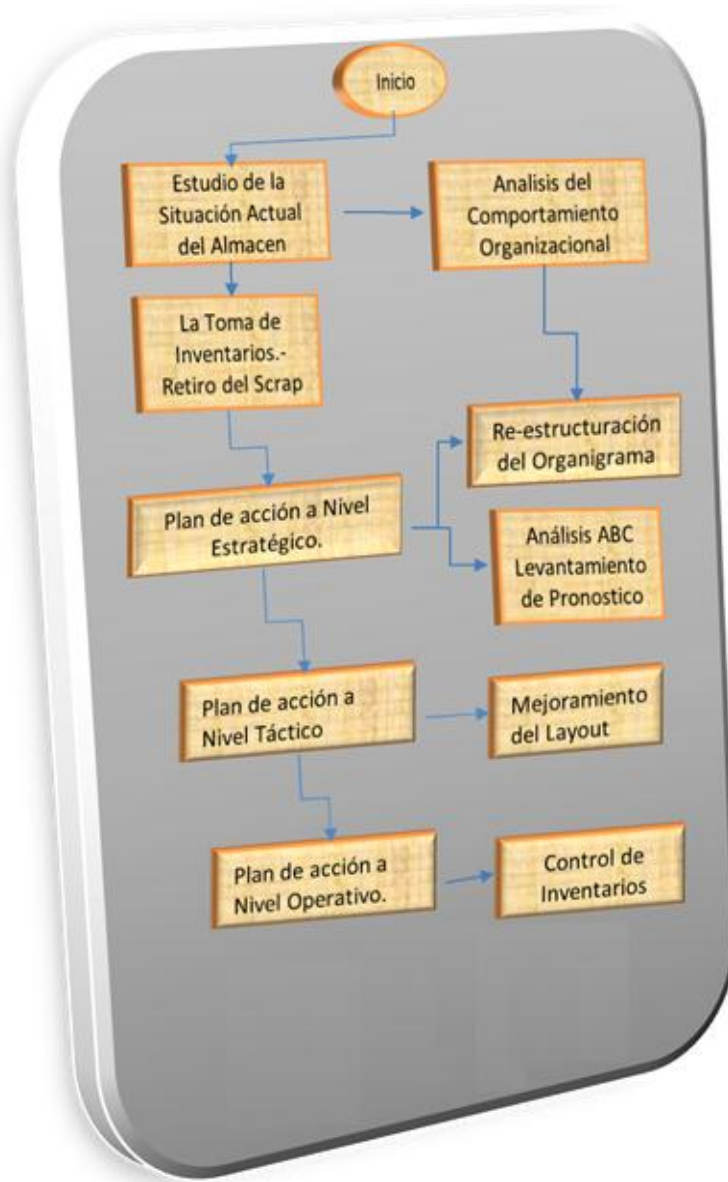 Inicio
Estudio de la
Situación Actual
del Almacen
Analisis del
Comportamiento
Organizacional
La Toma de
Inventarios.-
Retiro del Scrap
Re-estructuración
del Organigrama
Plan de acción a Nivel
Estratégico.
Análisis ABC
Levantamiento
de Pronostico
Plan de acción a
Nivel Táctico
Mejoramiento
del Layout
Plan de acción a
Nivel Operativo.
Control de
Inventarios